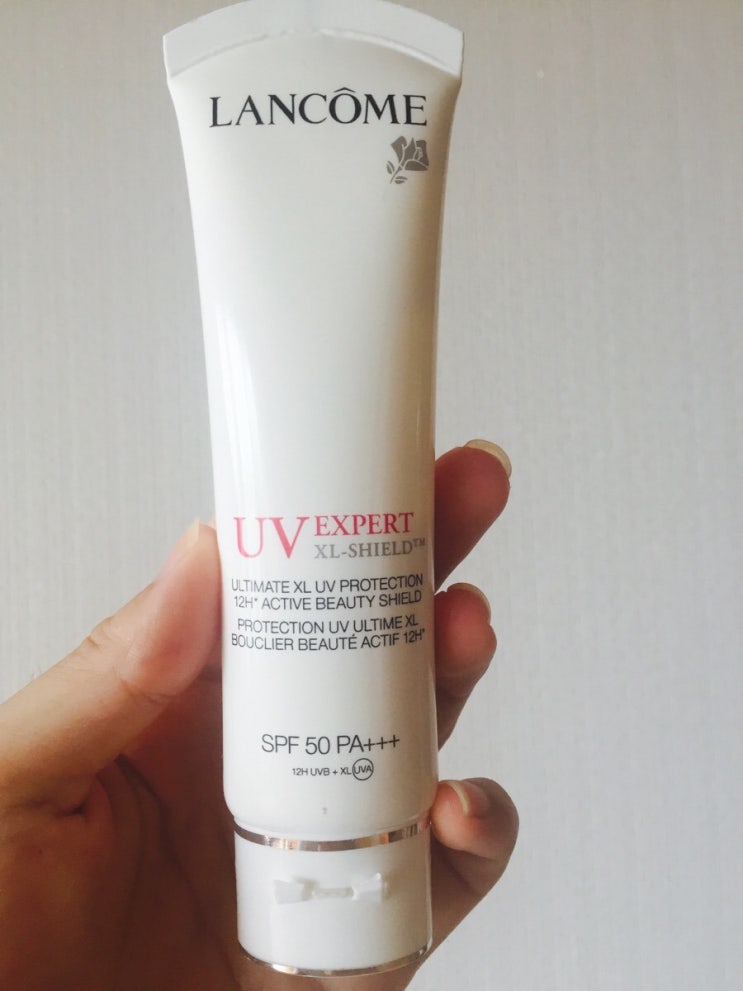 LANCÔME
UV EXPERT
XL-SHIELD™
ULTIMATE XL UV PROTECTION
12H* ACTIVE BEAUTY SHIELD
PROTECTION UV ULTIME XL
BOUCLIER BEAUTÉ ACTIF 12H*
SPF 50 PA+++
12H UVB + XL UVA